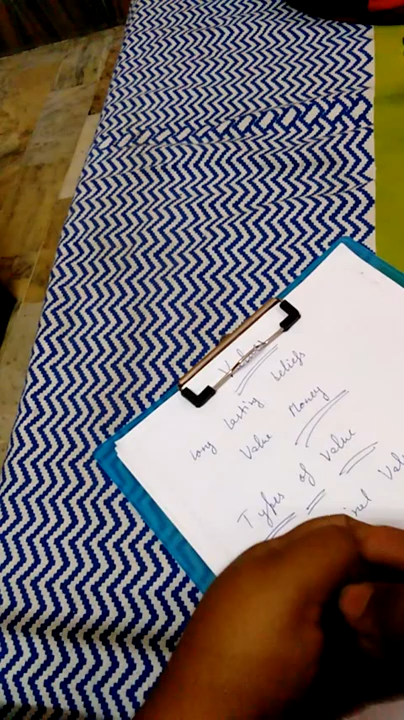 Values
long lasting beliefs
Value Money
Types of Value